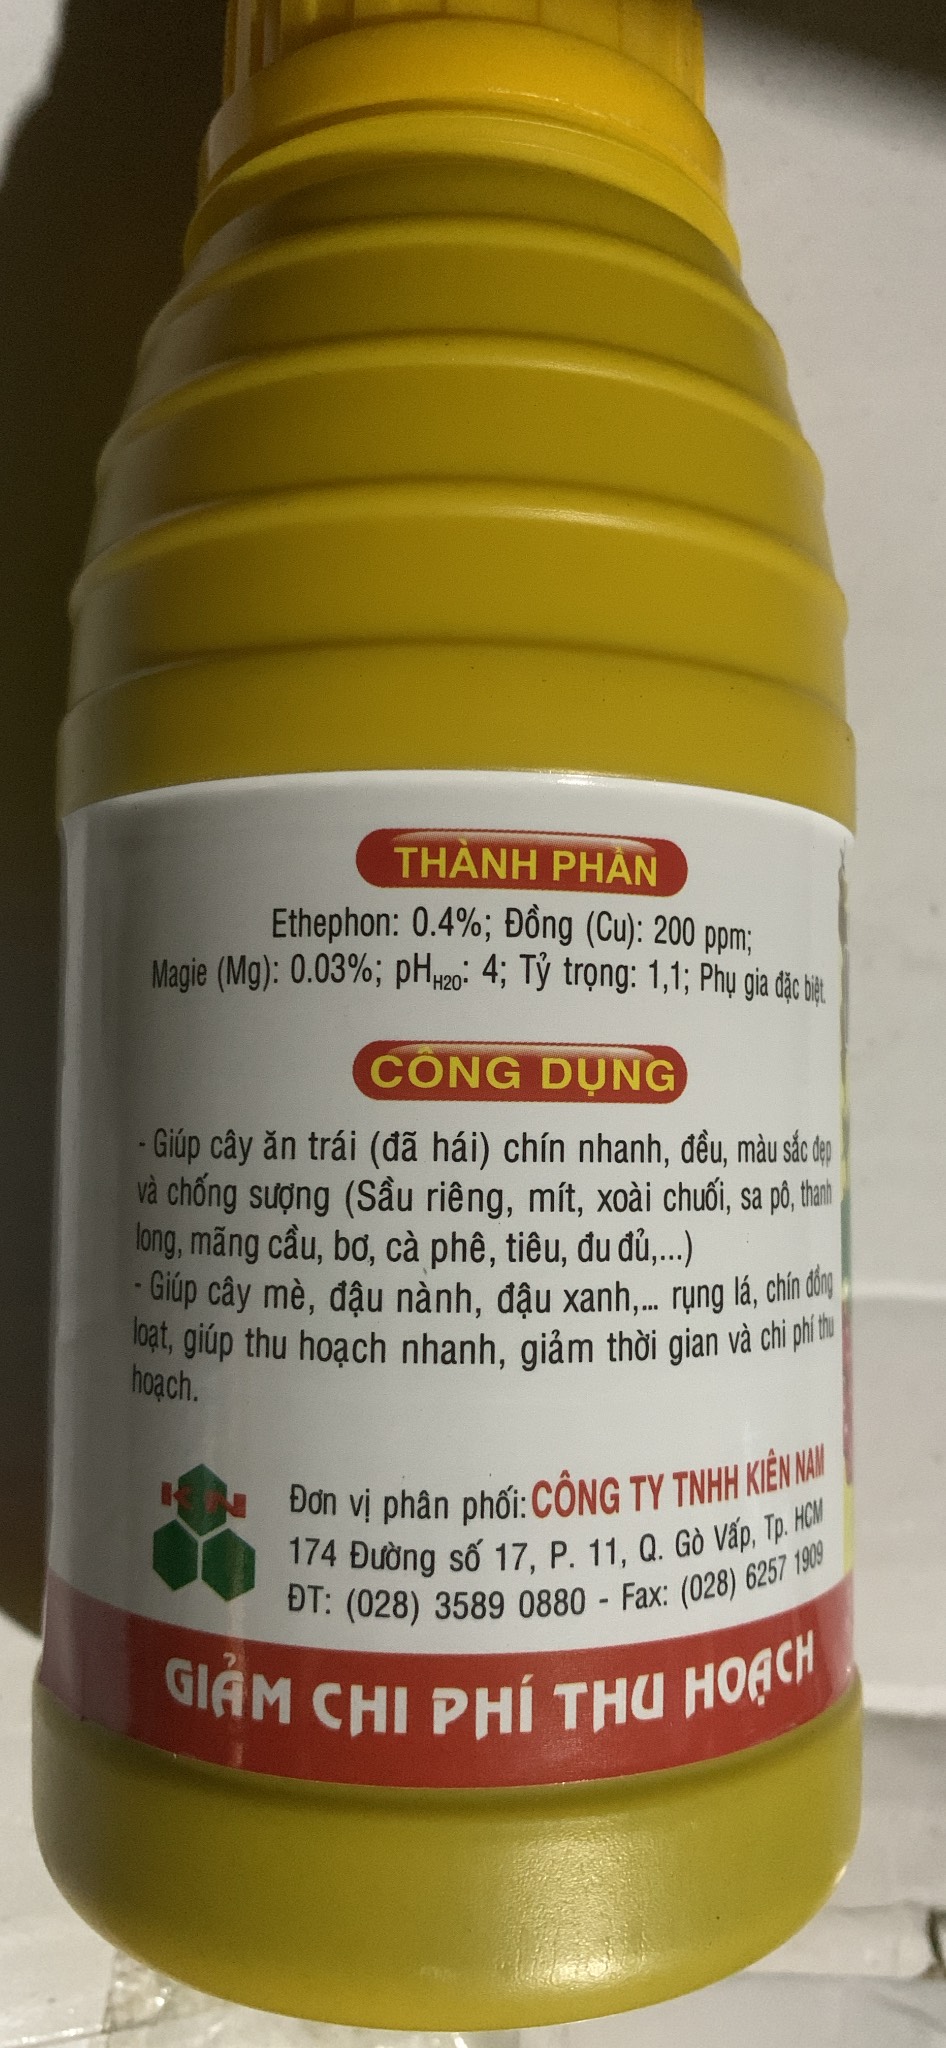 THÀNH PHẦN
Ethephon: 0.4%; Đồng (Cu): 200 ppm;
Magie (Mg): 0.03%; pHH20: 4; Tỷ trọng: 1,1; Phụ gia đặc biệt.
CÔNG DỤNG
- Giúp cây ăn trái (đã hái) chín nhanh, đều, màu sắc đẹp
và chống sượng (Sầu riêng, mít, xoài chuối, sa pô, thanh
long, mãng cầu, bơ, cà phê, tiêu, đu đủ,...)
- Giúp cây mè, đậu nành, đậu xanh,... rụng lá, chín đồng
loạt, giúp thu hoạch nhanh, giảm thời gian và chi phí thu
hoạch.
KN
Đơn vị phân phối: CÔNG TY TNHH KIÊN NAM
174 Đường số 17, P. 11, Q. Gò Vấp, Tp. HCM
ĐT: (028) 3589 0880 - Fax: (028) 6257 1909
GIẢM CHI PHÍ THU HOẠCH